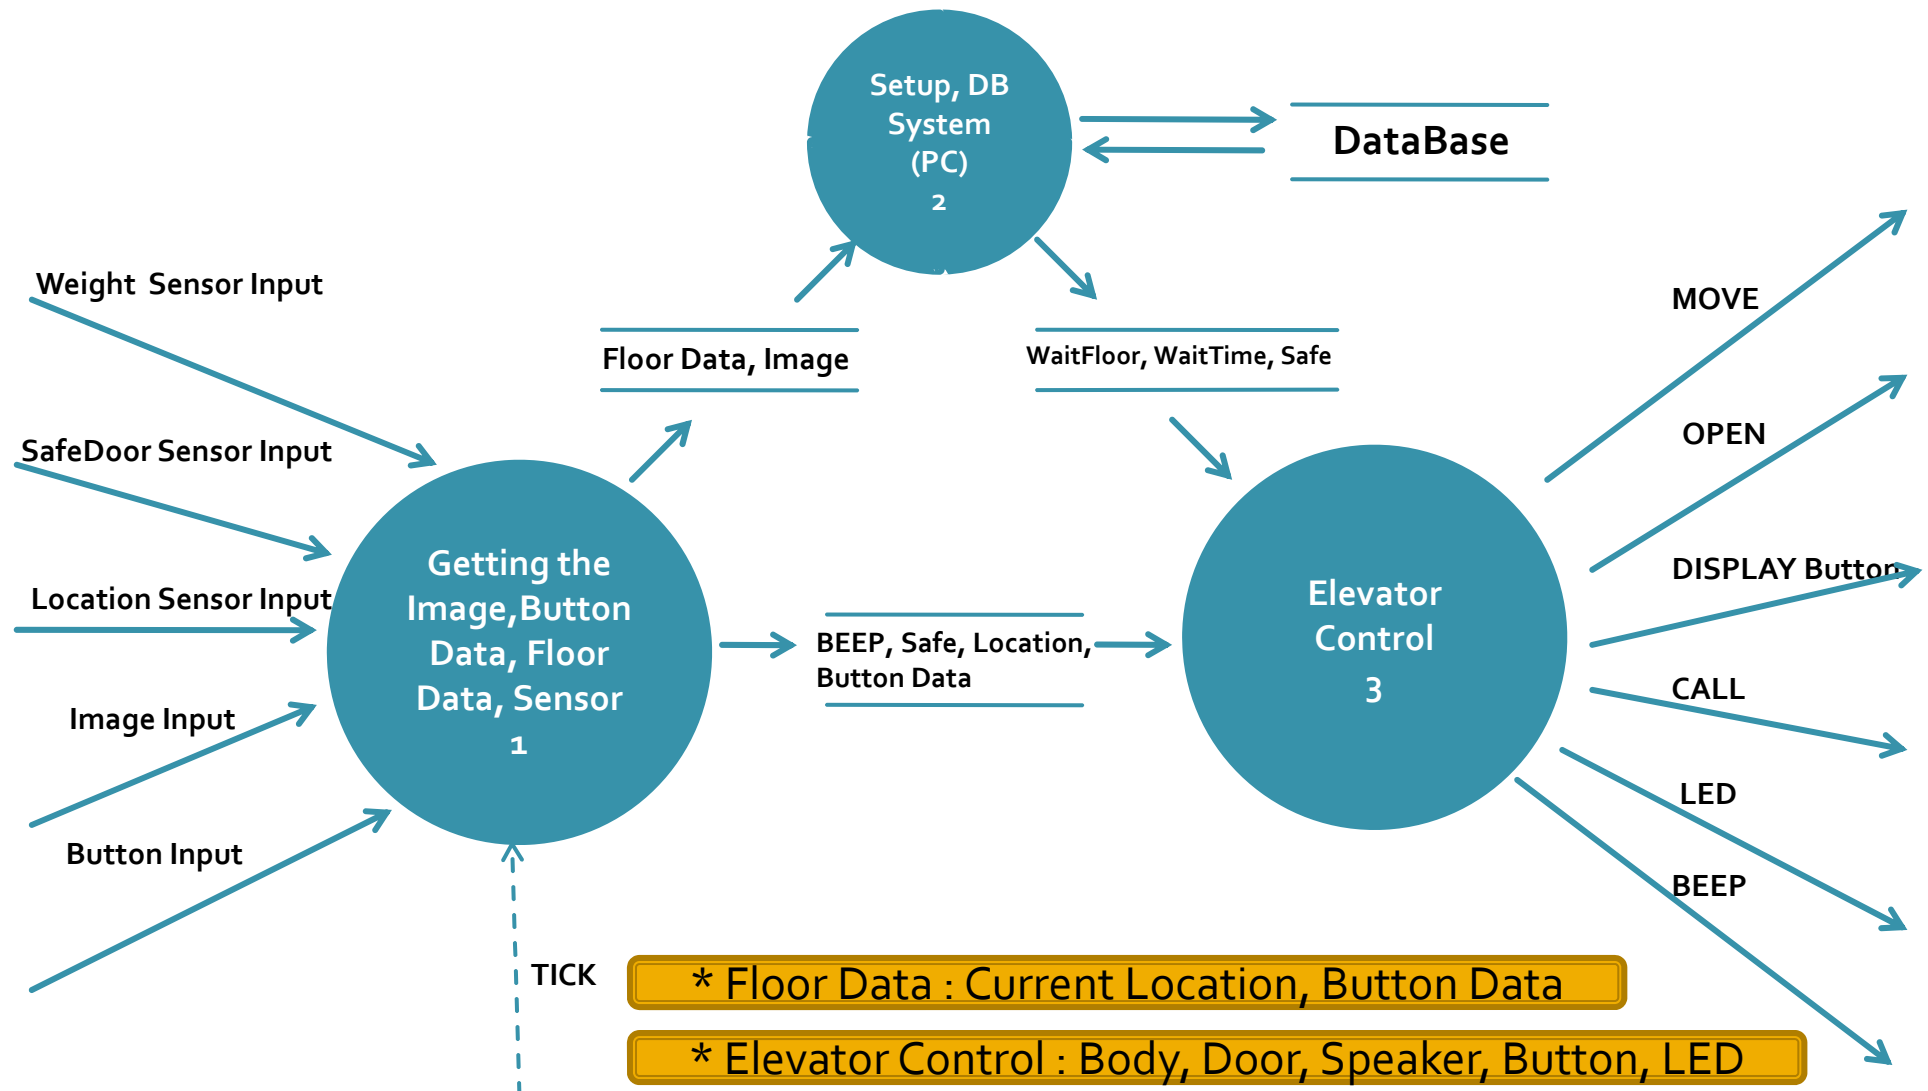 Setup, DB
System
(PC)
2
DataBase
Weight Sensor Input
SafeDoor Sensor Input
Location Sensor Input
Image Input
Button Input
Floor Data, Image
WaitFloor, WaitTime, Safe
Getting the
Image,Button
Data, Floor
Data, Sensor
1
BEEP, Safe, Location,
Button Data
Elevator
Control
3
MOVE
OPEN
DISPLAY Button
CALL
LED
BEEP
TICK
* Floor Data : Current Location, Button Data
* Elevator Control : Body, Door, Speaker, Button, LED